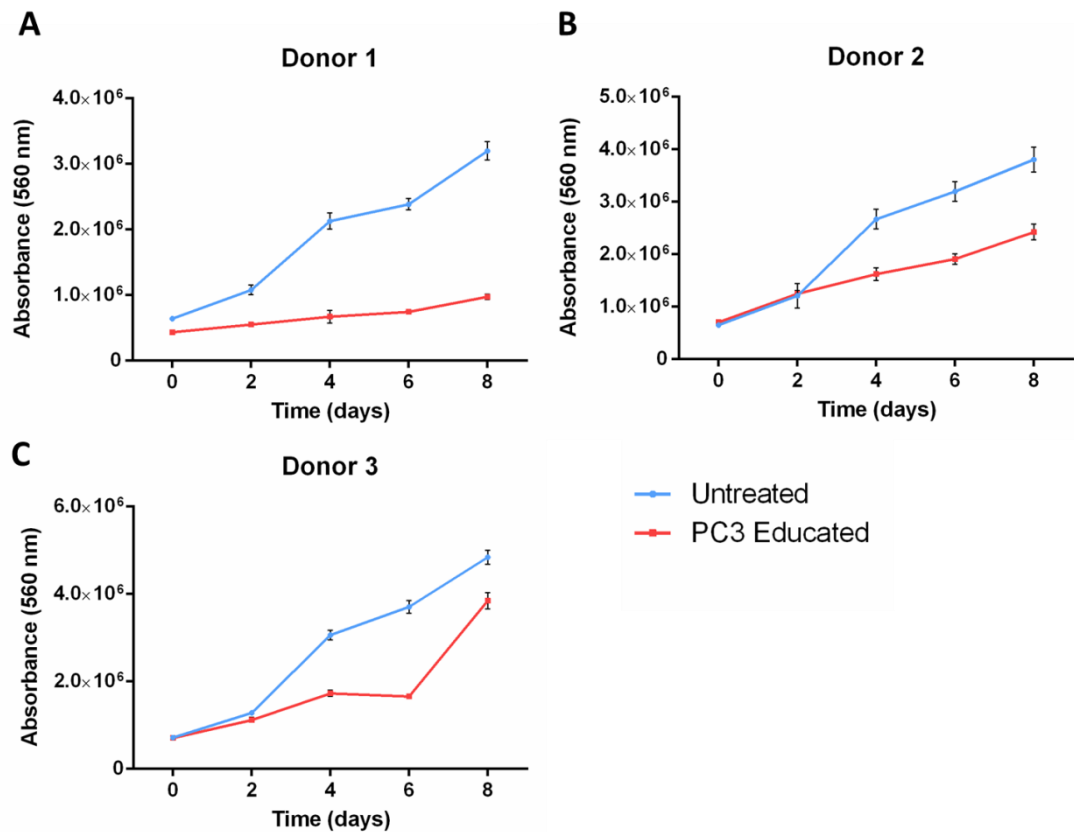 A
Donor 1
Absorbance (560 nm)
4.0×10⁶
3.0×10⁶
2.0×10⁶
1.0×10⁶
0
0 2 4 6 8
Time (days)
B
Donor 2
Absorbance (560 nm)
5.0×10⁶
4.0×10⁶
3.0×10⁶
2.0×10⁶
1.0×10⁶
0
0 2 4 6 8
Time (days)
C
Donor 3
Absorbance (560 nm)
6.0×10⁶
4.0×10⁶
2.0×10⁶
0
0 2 4 6 8
Time (days)
Untreated
PC3 Educated